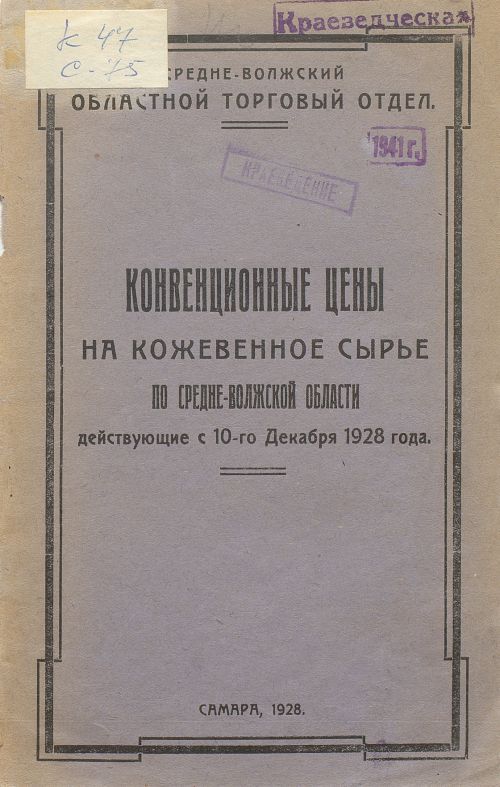 К 47
С-75
Краеведческая
СРЕДНЕ-ВОЛЖСКИЙ
ОБЛАСТНОЙ ТОРГОВЫЙ ОТДЕЛ.
1941 г.
КРАЕВЕДЕНИЕ
КОНВЕНЦИОННЫЕ ЦЕНЫ
НА КОЖЕВЕННОЕ СЫРЬЕ
ПО СРЕДНЕ-ВОЛЖСКОЙ ОБЛАСТИ
действующие с 10-го Декабря 1928 года.
САМАРА, 1928.